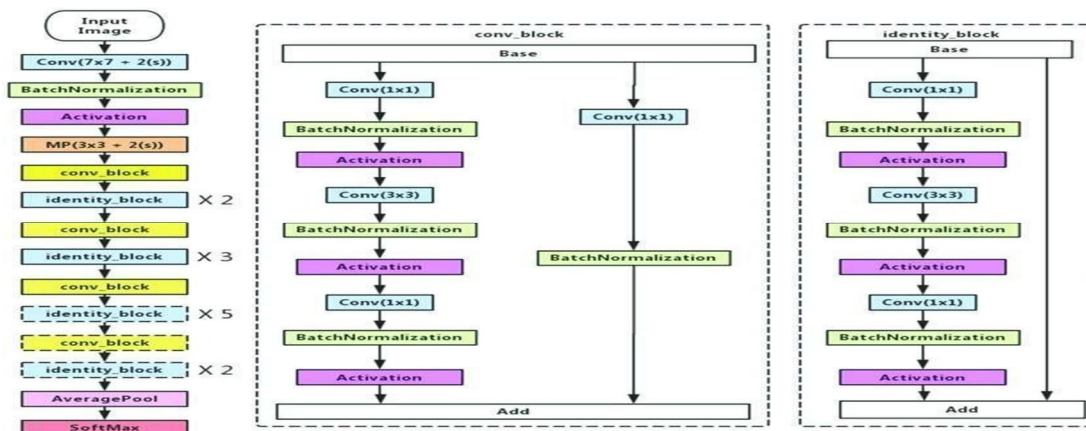 Input
Image
Conv(7x7 + 2(s))
BatchNormalization
Activation
MP(3x3 + 2(s))
conv_block
identity_block X 2
conv_block
identity_block X 3
conv_block
identity_block X 5
conv_block
identity_block X 2
AveragePool
SoftMax
conv_block
Base
Conv(1x1)
BatchNormalization
Activation
Conv(3x3)
BatchNormalization
Activation
Conv(1x1)
BatchNormalization
Activation
Conv(1x1)
BatchNormalization
Add
identity_block
Base
Conv(1x1)
BatchNormalization
Activation
Conv(3x3)
BatchNormalization
Activation
Conv(1x1)
BatchNormalization
Activation
Add